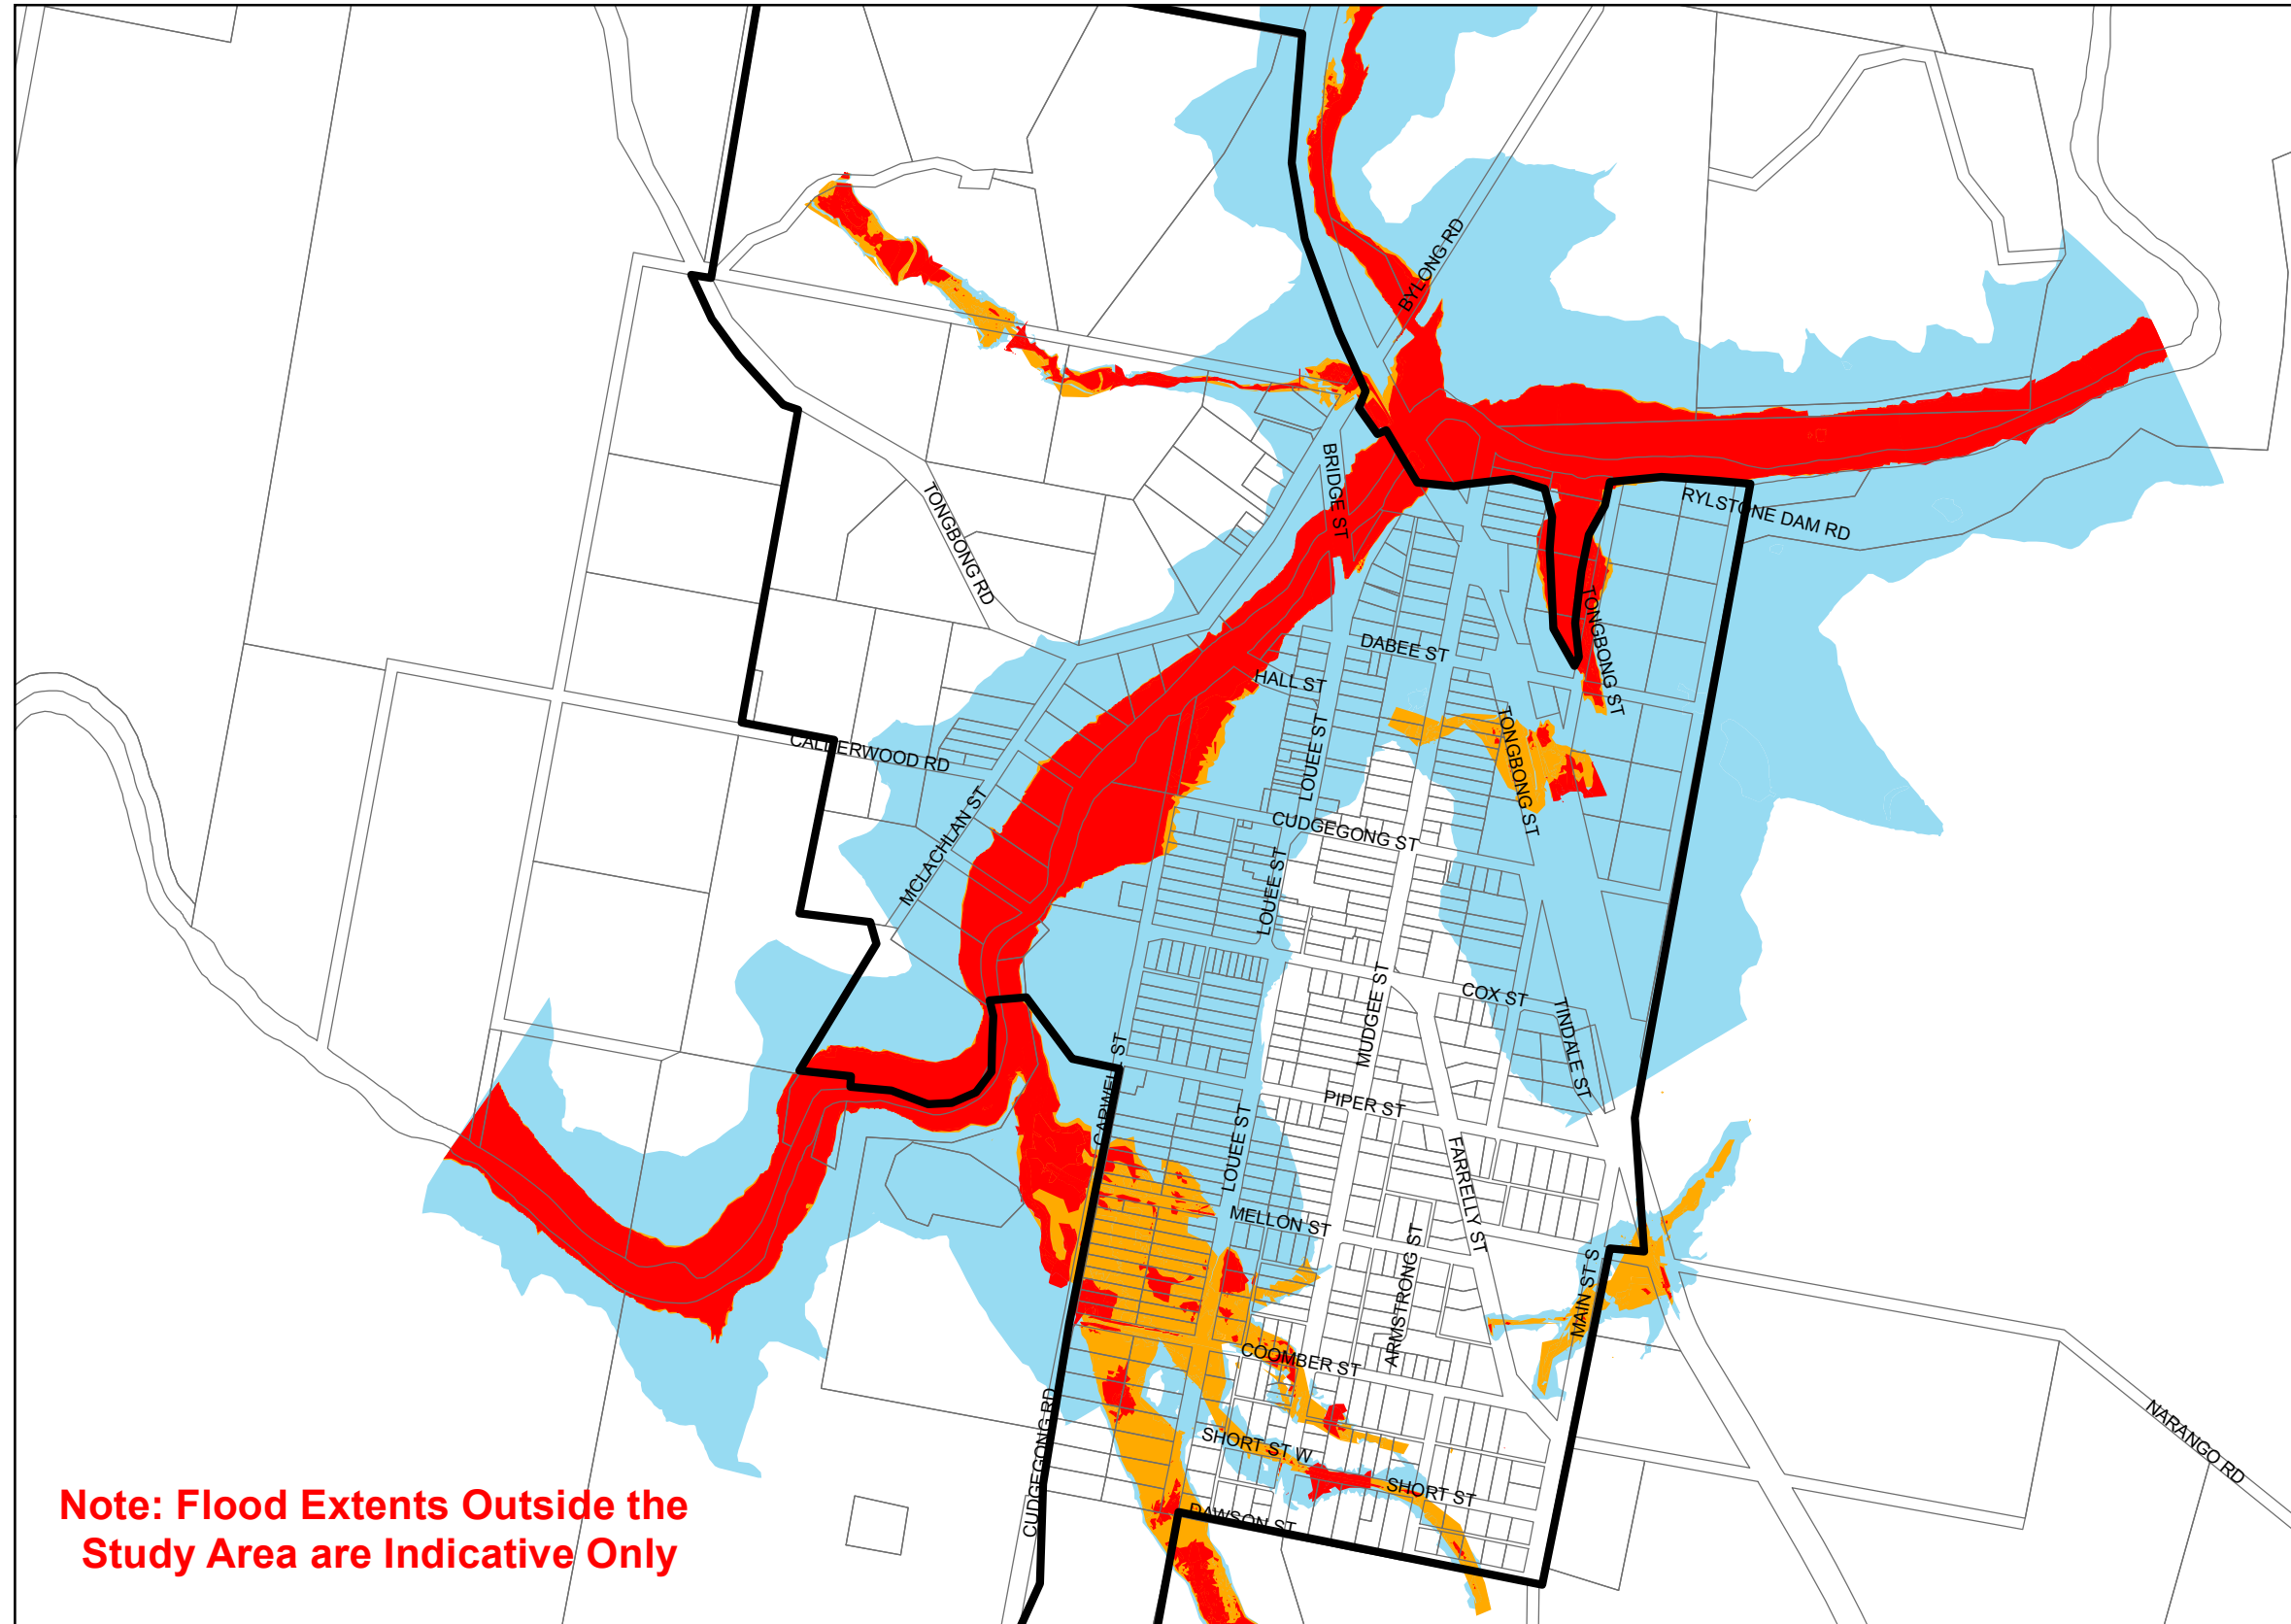 BYLONG RD
BRIDGE ST
TONGBONG RD
RYLSTONE DAM RD
DABEE ST
TONGBONG ST
HALL ST
LOUEE ST
TONGBONG ST
CALDERWOOD RD
MCLACHLAN ST
CUDGEGONG ST
LOUEE ST
COX ST
MUDGEE ST
TINDALE ST
CARWELL ST
PIPER ST
LOUEE ST
FARRELLY ST
MELLON ST
ARMSTRONG ST
MAIN ST S
COOMBER ST
CUDGEGONG RD
SHORT ST W
SHORT ST
DAWSON ST
NARANGO RD
Note: Flood Extents Outside the
Study Area are Indicative Only